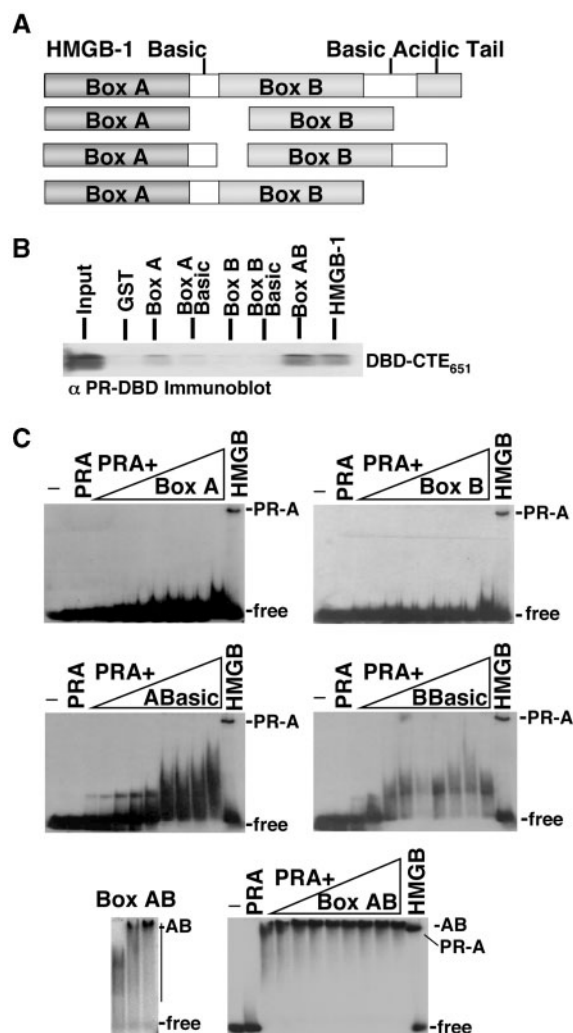 A
HMGB-1 Basic Basic Acidic Tail
Box A Box B
Box A Box B
Box A Box B
Box A Box B
B
Input
GST
Box A
Box A Basic
Box B
Box B Basic
Box AB
HMGB-1
DBD-CTE651
α PR-DBD Immunoblot
C
– PRA PRA+ Box A HMGB
-PR-A
-free
– PRA PRA+ Box B HMGB
-PR-A
-free
– PRA PRA+ ABasic HMGB
-PR-A
-free
– PRA PRA+ BBasic HMGB
-PR-A
-free
Box AB
-AB
-free
– PRA PRA+ Box AB HMGB
-AB
PR-A
-free